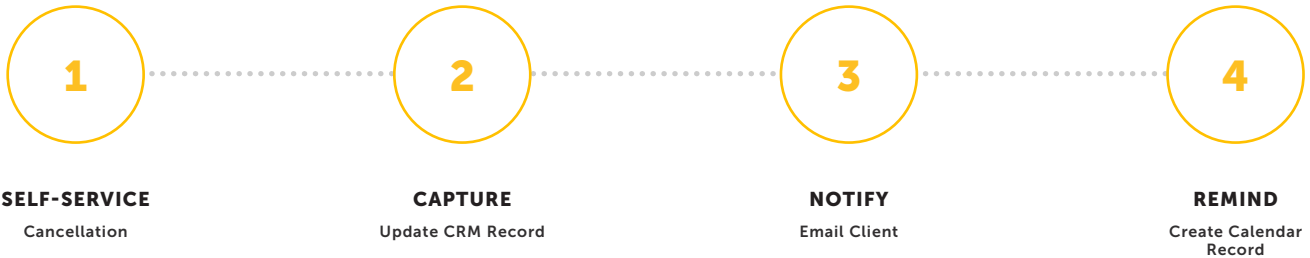 1
2
3
4
SELF-SERVICE
Cancellation
CAPTURE
Update CRM Record
NOTIFY
Email Client
REMIND
Create Calendar
Record